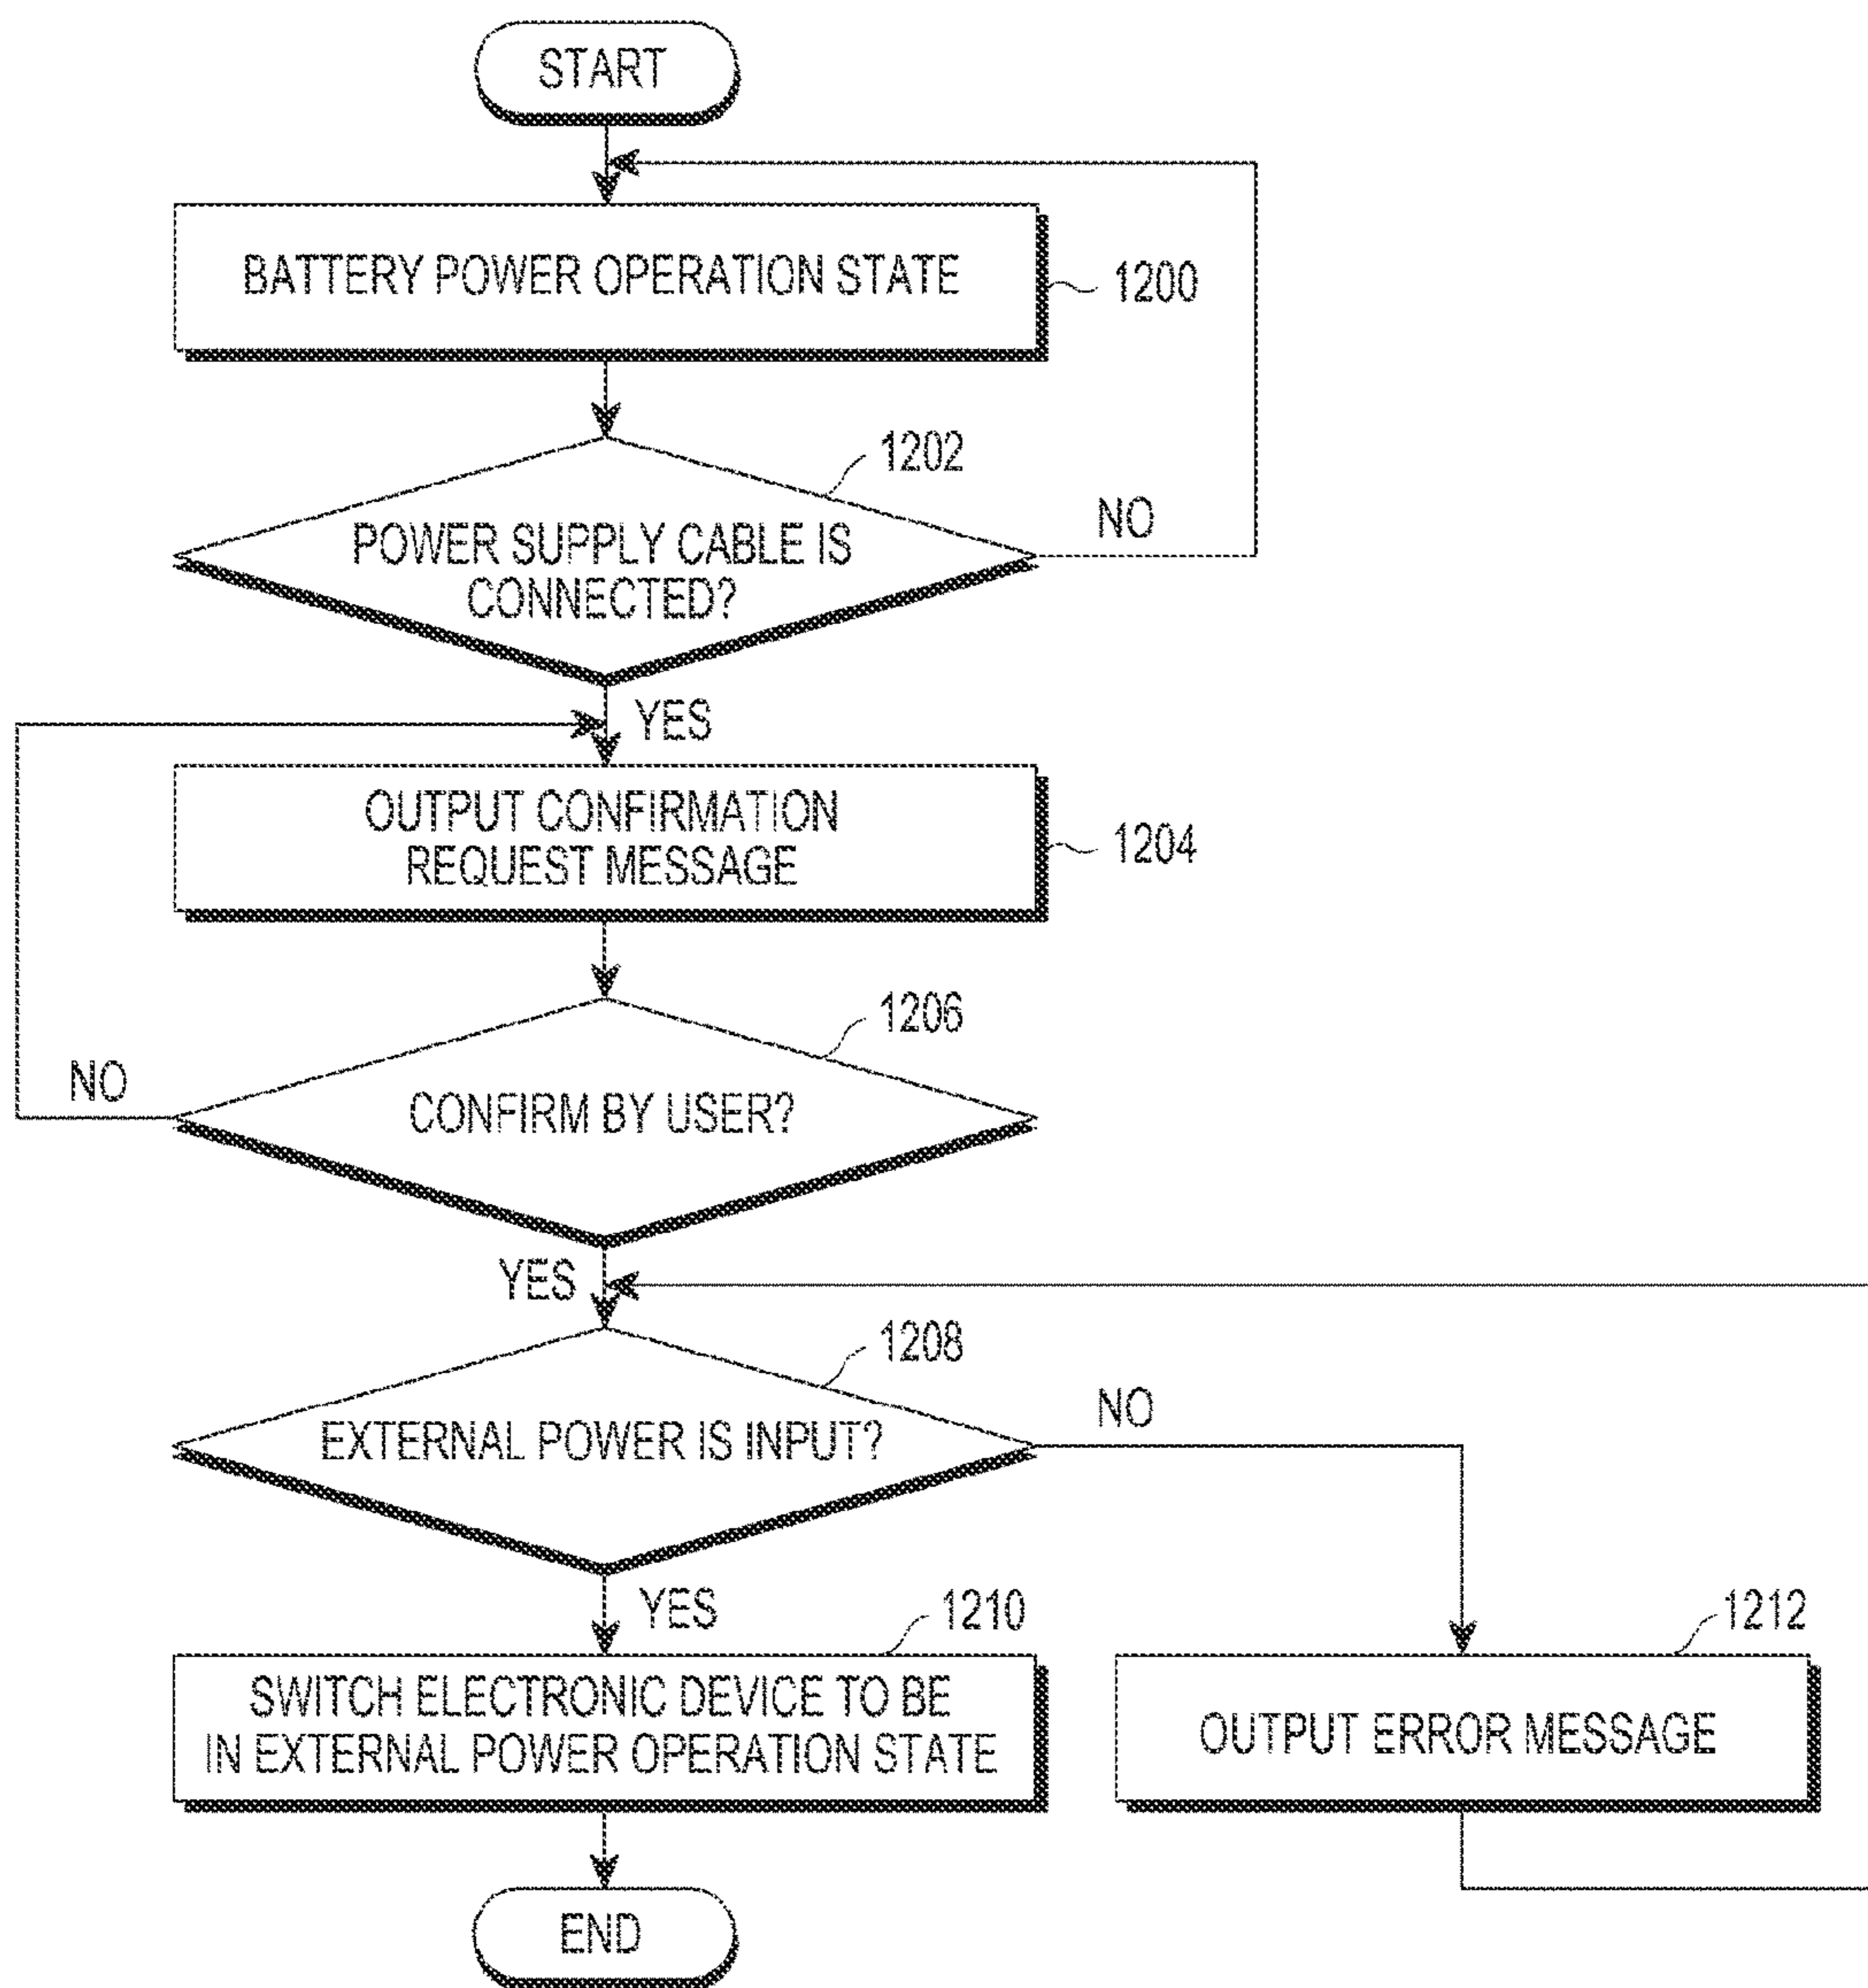 START
BATTERY POWER OPERATION STATE
1200
1202
POWER SUPPLY CABLE IS
CONNECTED?
NO
YES
OUTPUT CONFIRMATION
REQUEST MESSAGE
1204
1206
NO
CONFIRM BY USER?
YES
1208
EXTERNAL POWER IS INPUT?
NO
YES
1210
1212
SWITCH ELECTRONIC DEVICE TO BE
IN EXTERNAL POWER OPERATION STATE
OUTPUT ERROR MESSAGE
END